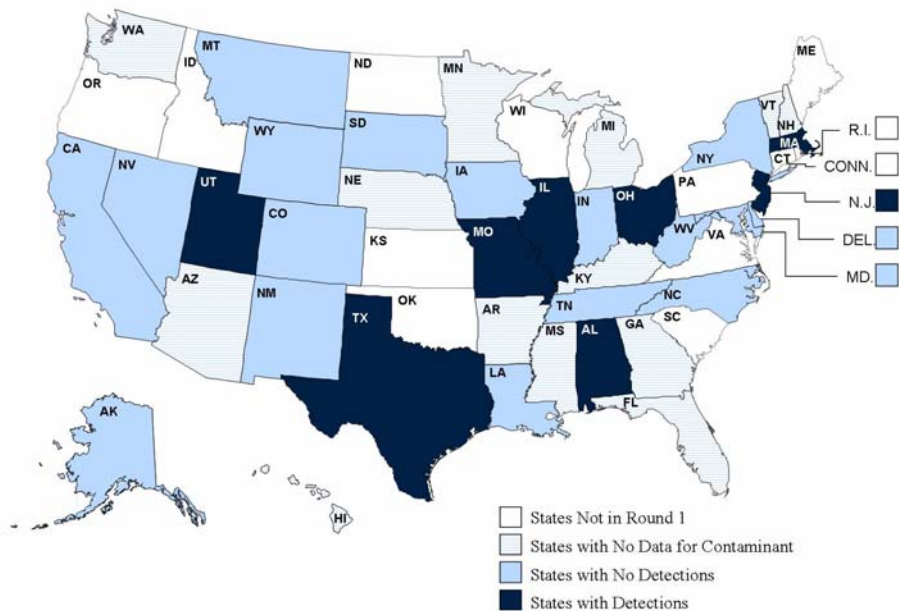 WA
MT
ND
MN
ME
ID
OR
WI
VT
NH
MI
SD
WY
MA
R.I.
CA
NV
NY
CT
CONN.
IA
NE
UT
IL
OH
PA
IN
N.J.
CO
MO
WV
VA
DEL.
KS
KY
MD.
AZ
NM
OK
TN
NC
TX
AR
SC
MS
AL
GA
LA
FL
AK
HI
States Not in Round 1
States with No Data for Contaminant
States with No Detections
States with Detections